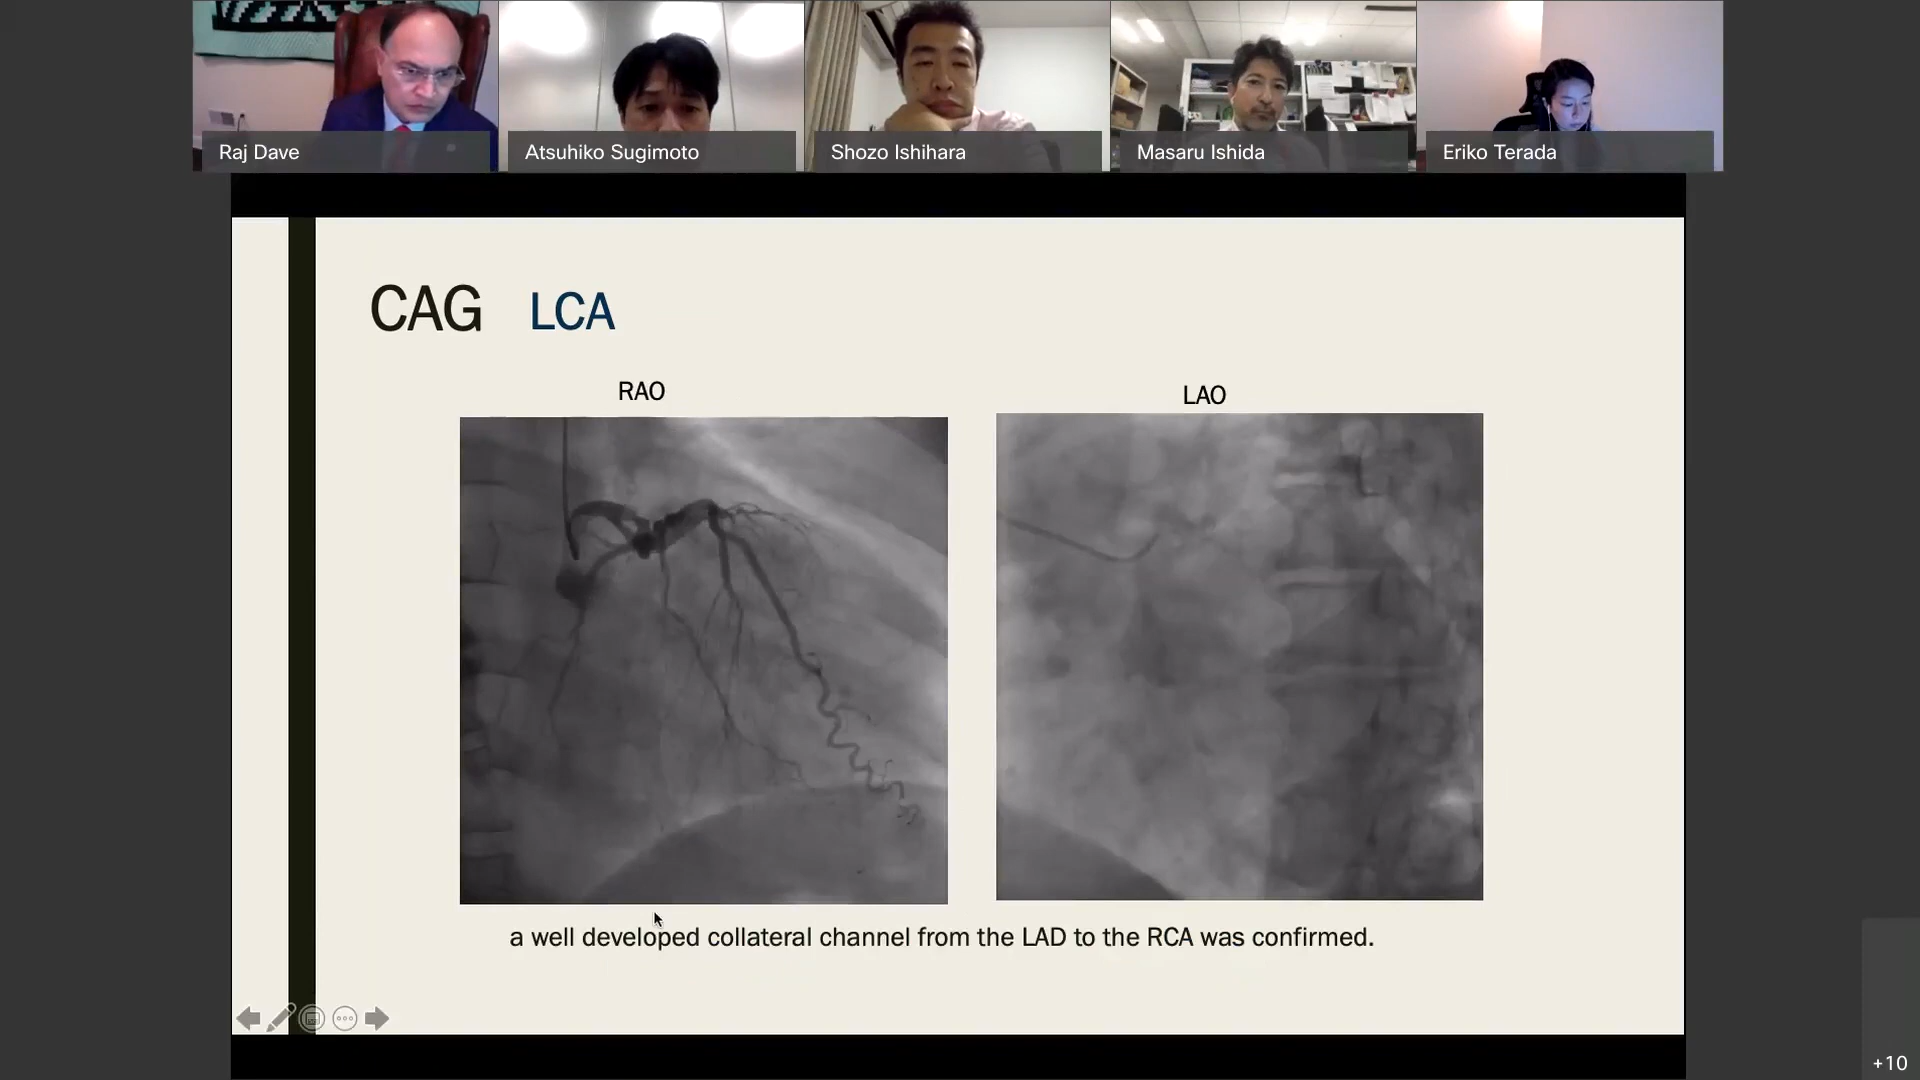 Raj Dave
Atsuhiko Sugimoto
Shozo Ishihara
Masaru Ishida
Eriko Terada
CAG LCA
RAO
LAO
a well developed collateral channel from the LAD to the RCA was confirmed.
+10